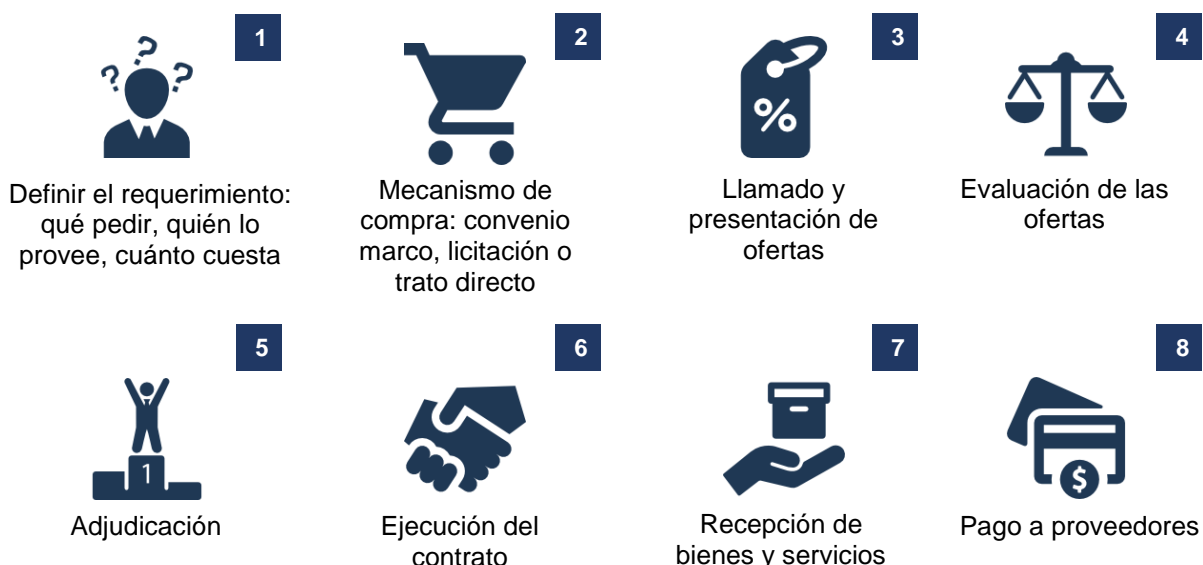 1
Definir el requerimiento:
qué pedir, quién lo
provee, cuánto cuesta
2
Mecanismo de
compra: convenio
marco, licitación o
trato directo
3
%
Llamado y
presentación de
ofertas
4
Evaluación de las
ofertas
5
1
Adjudicación
6
Ejecución del
contrato
7
Recepción de
bienes y servicios
8
$
Pago a proveedores